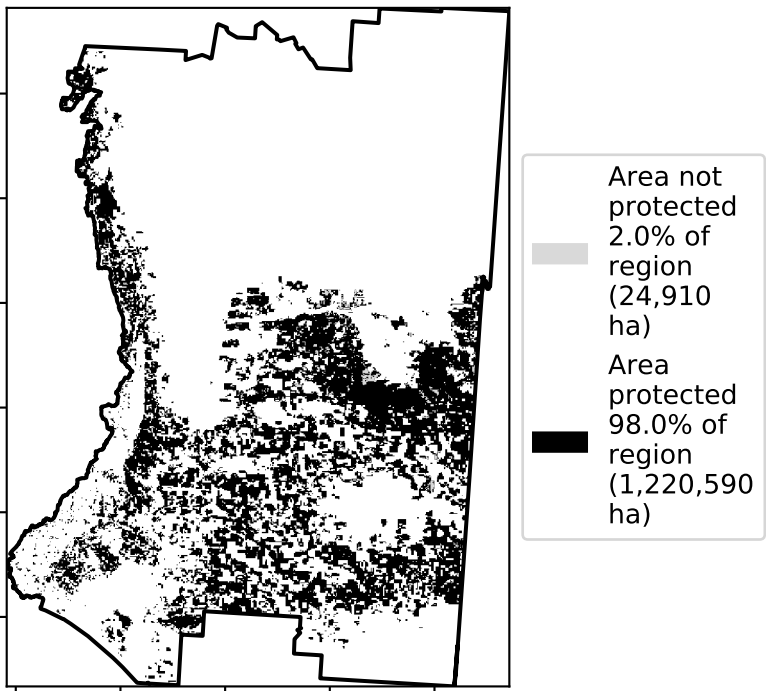 Area not
protected
2.0% of
region
(24,910
ha)
Area
protected
98.0% of
region
(1,220,590
ha)